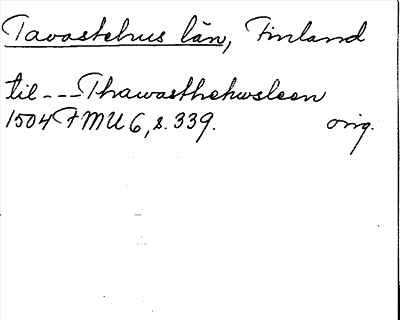 Tavastehus län, Finland
til---Thawasthehwsleen
1504 FMU 6, s. 339. orig.